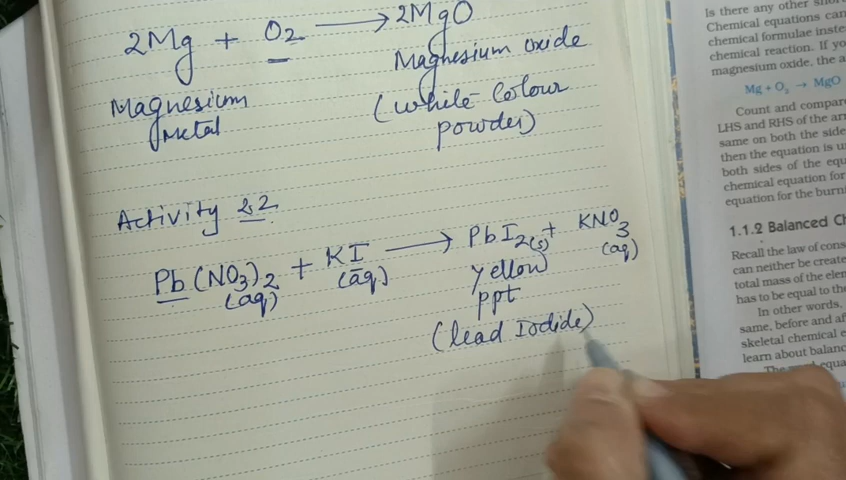 2Mg + O2 → 2MgO
Magnesium oxide
Magnesium
Metal
(white colour
powder)
Activity 1.2
Pb(NO3)2 + KI → PbI2(s) + KNO3
(aq) (aq) (aq)
yellow
ppt
(lead Iodide)
Is there any other
Chemical equations can
chemical formulae inste
chemical reaction. If yo
magnesium oxide, the a
Mg + O2 → MgO
Count and compar
LHS and RHS of the arr
same on both the side
then the equation is u
both sides of the equ
chemical equation for
equation for the burn
1.1.2 Balanced Ch
Recall the law of cons
can neither be create
total mass of the elem
has to be equal to the
In other words,
same, before and af
skeletal chemical e
learn about balanc
equa